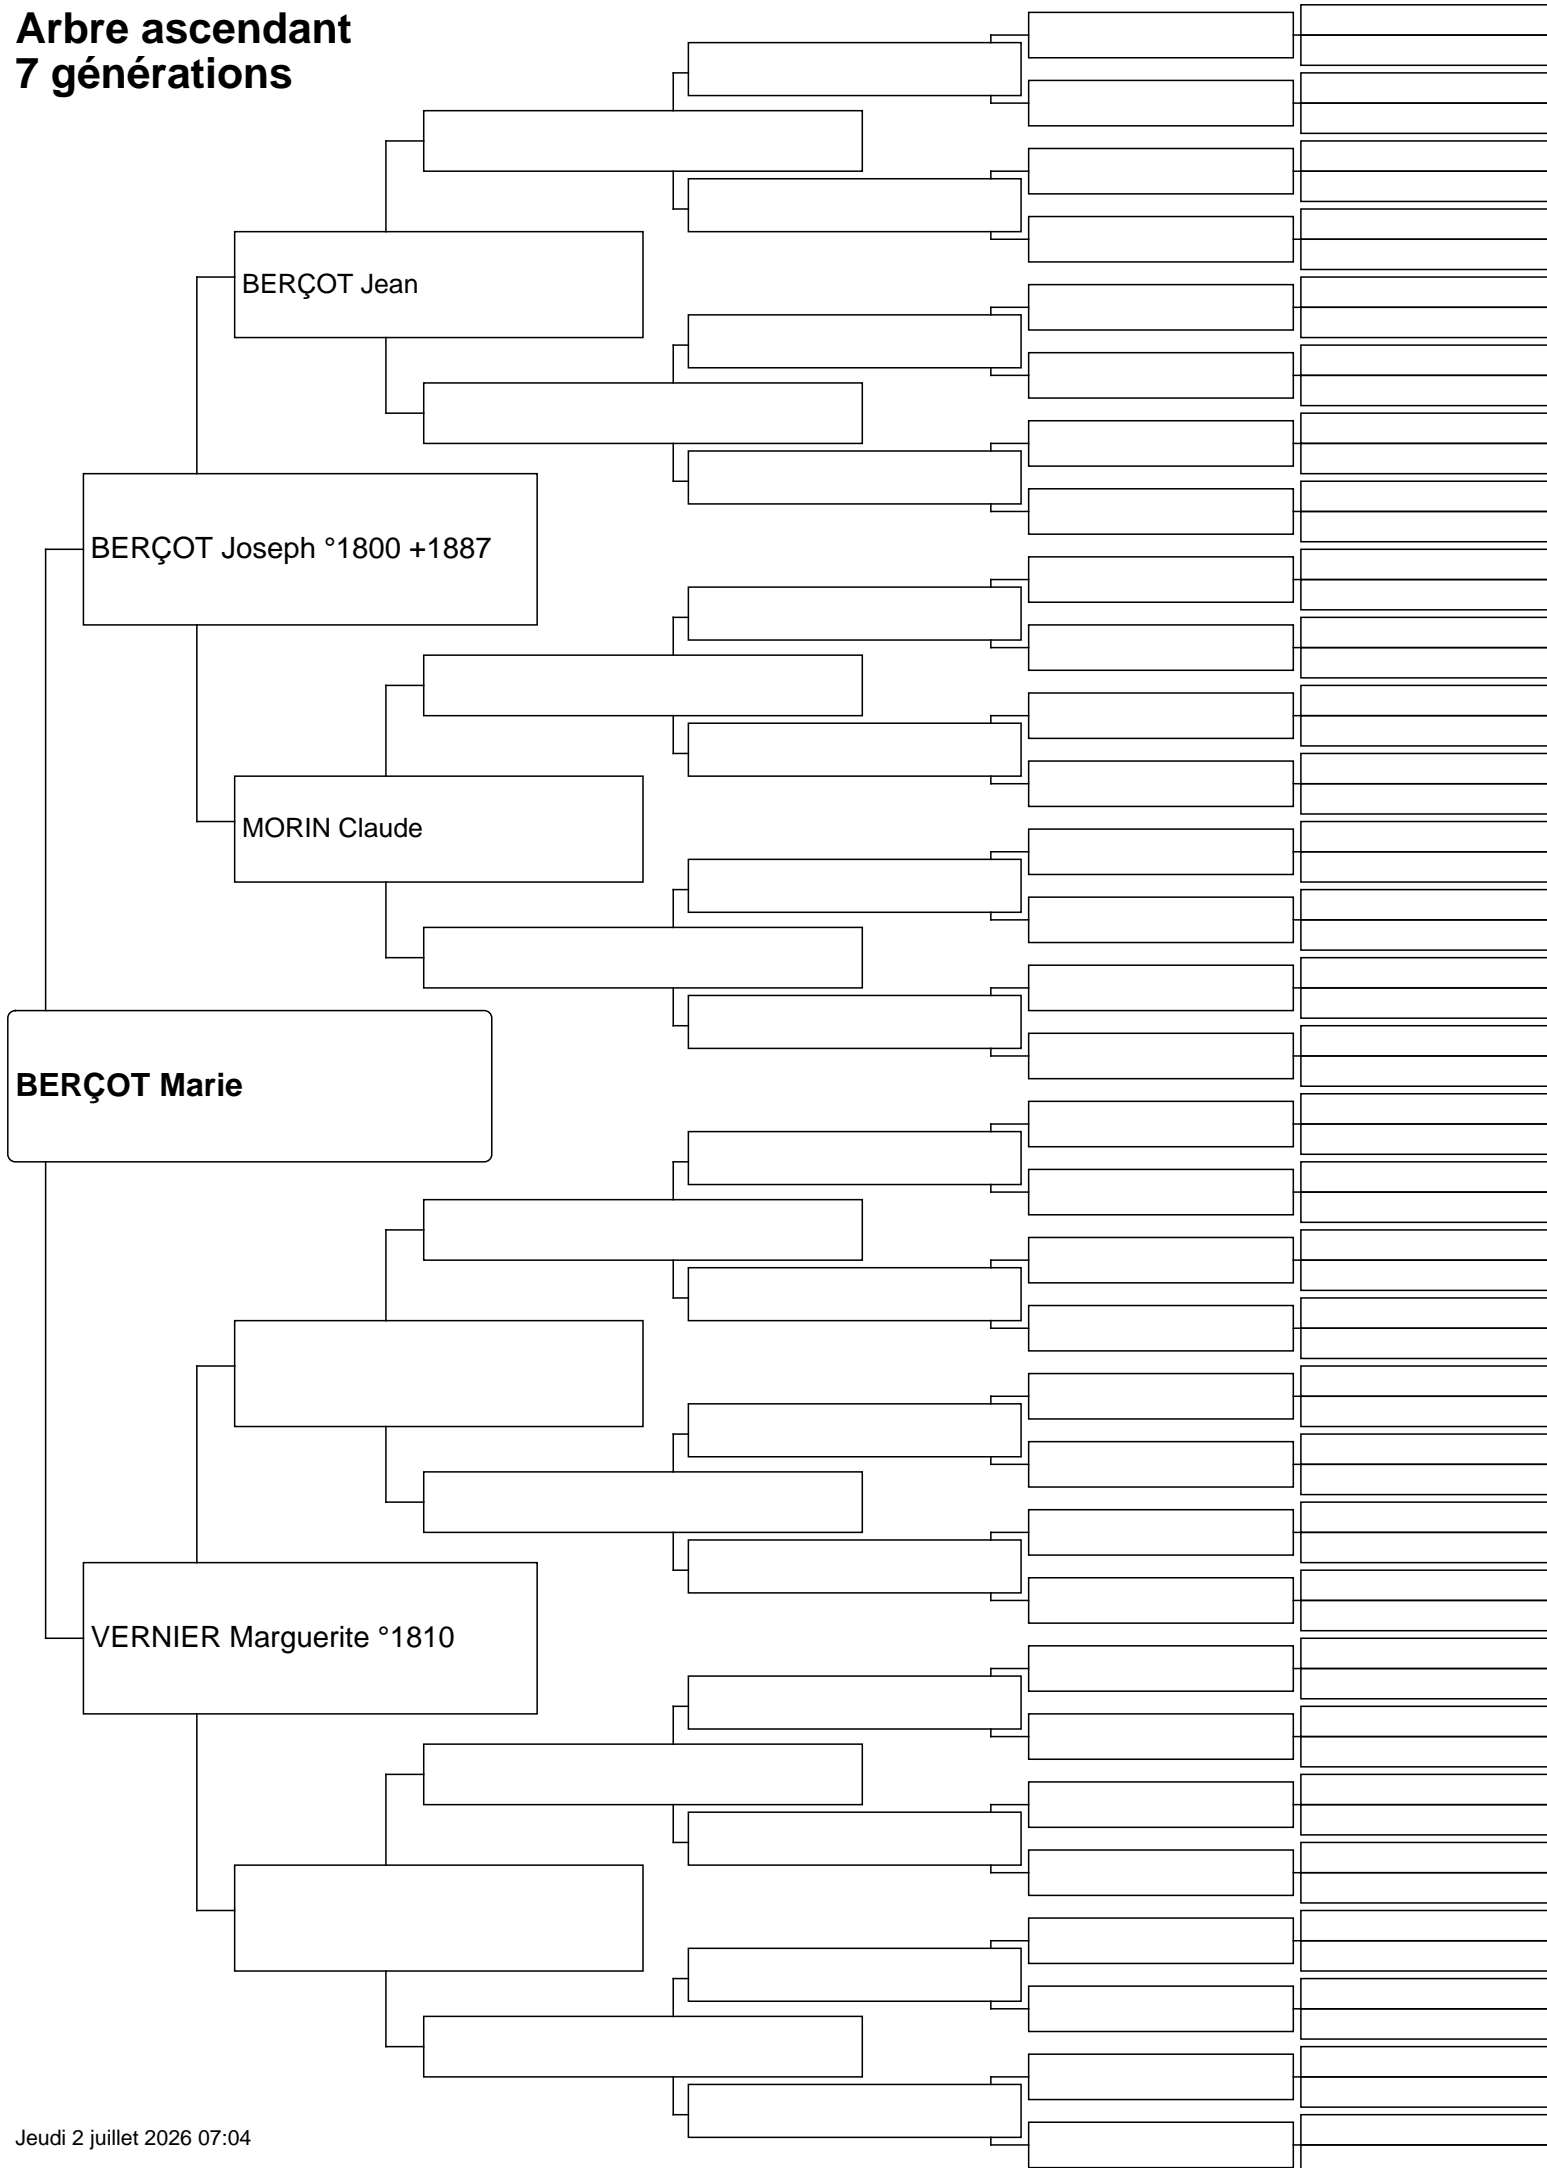 Arbre ascendant
7 générations
BERÇOT Jean
BERÇOT Joseph °1800 +1887
MORIN Claude
BERÇOT Marie
VERNIER Marguerite °1810
Jeudi 2 juillet 2026 07:04